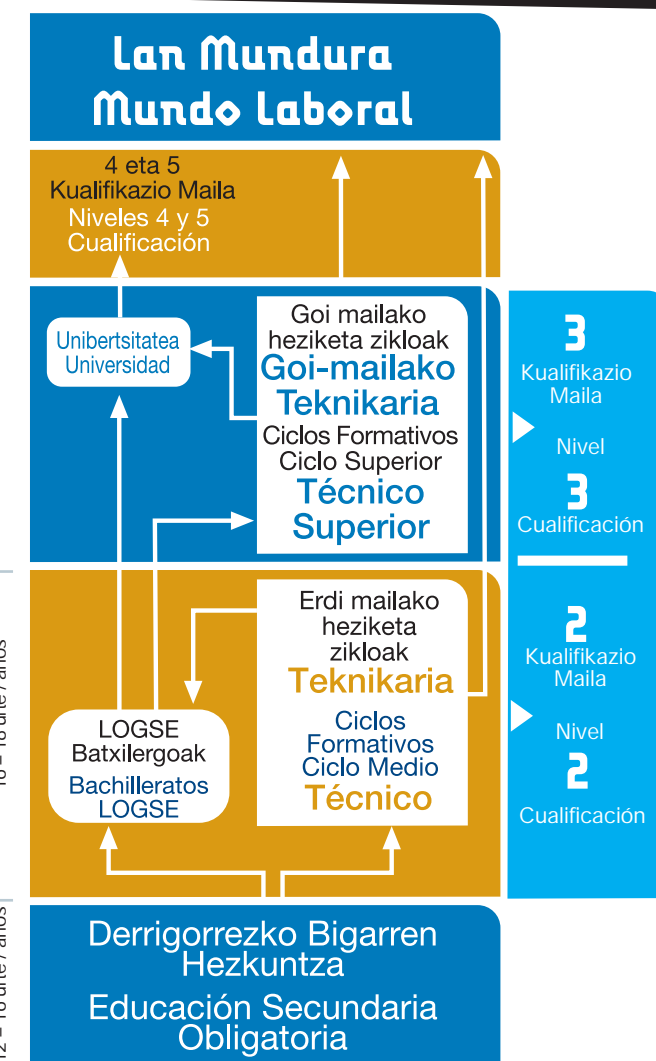 Lan Mundura
Mundo Laboral
4 eta 5
Kualifikazio Maila
Niveles 4 y 5
Cualificación
Unibertsitatea
Universidad
Goi mailako
heziketa zikloak
Goi-mailako
Teknikaria
Ciclos Formativos
Ciclo Superior
Técnico
Superior
3
Kualifikazio
Maila
Nivel
3
Cualificación
Erdi mailako
heziketa
zikloak
Teknikaria
Ciclos
Formativos
Ciclo Medio
Técnico
2
Kualifikazio
Maila
Nivel
2
Cualificación
LOGSE
Batxilergoak
Bachilleratos
LOGSE
Derrigorrezko Bigarren
Hezkuntza
Educación Secundaria
Obligatoria